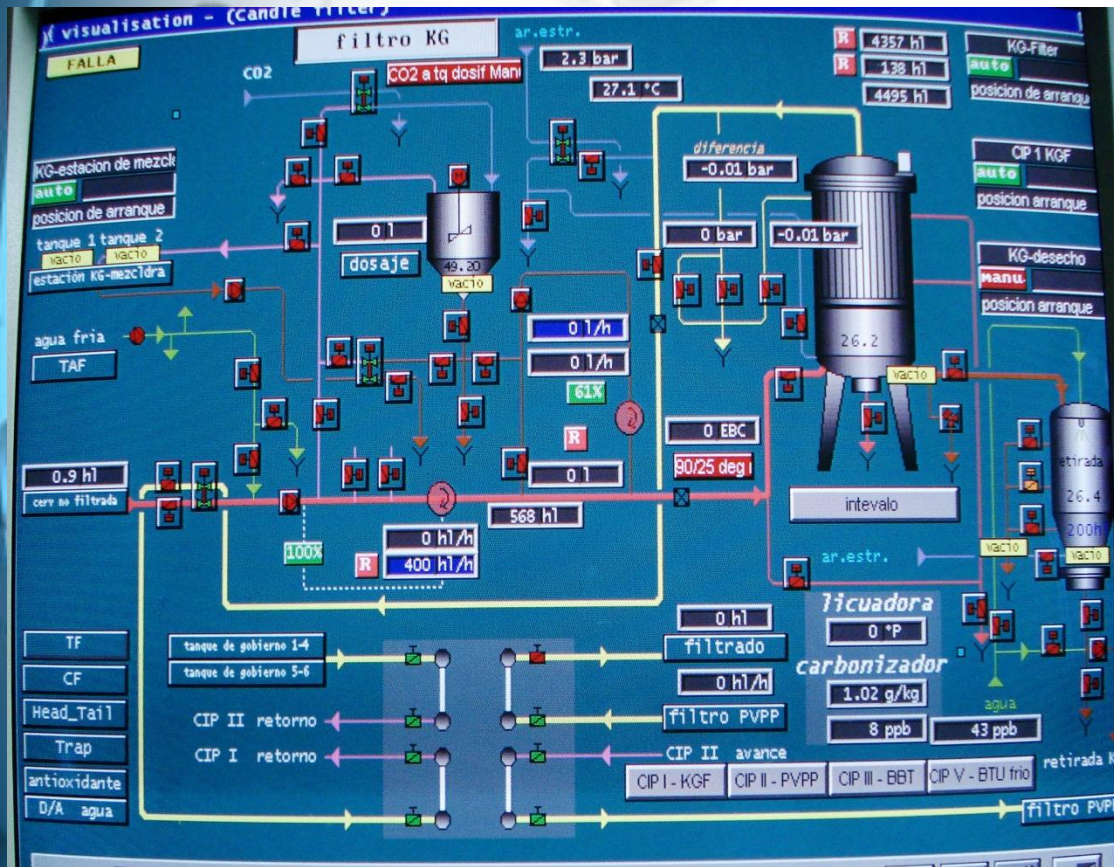 visualisation - (Candle filter)
FALLA
filtro KG
CO2
CO2 a tq dosif Manu
ar.estr.
2.3 bar
27.1 °C
R
4357 hl
R
138 hl
4495 hl
KG-Filter
auto
posicion de arranqu
KG-estacion de mezcla
auto
posicion de arranque
tanque 1 tanque 2
vacio
vacio
estación KG-mezcldra
0 l
dosaje
49.20
vacio
diferencia
-0.01 bar
0 bar
-0.01 bar
CIP 1 KGF
auto
posicion arranque
KG-desecho
manu
posicion arranque
agua fria
TAF
0 l/h
0 l/h
61%
R
0 l
26.2
vacio
0 EBC
90/25 deg
0.9 hl
cerv no filtrada
568 hl
intevalo
etirada
26.4
200h
vacio
vacio
100%
R
0 hl/h
400 hl/h
ar.estr.
licuadora
0 °P
carbonizador
1.02 g/kg
8 ppb
43 ppb
agua
TF
CF
Head_Tail
Trap
antioxidante
D/A agua
tanque de gobierno 1-4
tanque de gobierno 5-6
CIP II retorno
CIP I retorno
0 hl
filtrado
0 hl/h
filtro PVPP
CIP II avance
CIP I - KGF
CIP II - PVPP
CIP III - BBT
CIP V - BTU frio
retirada K
filtro PVPP